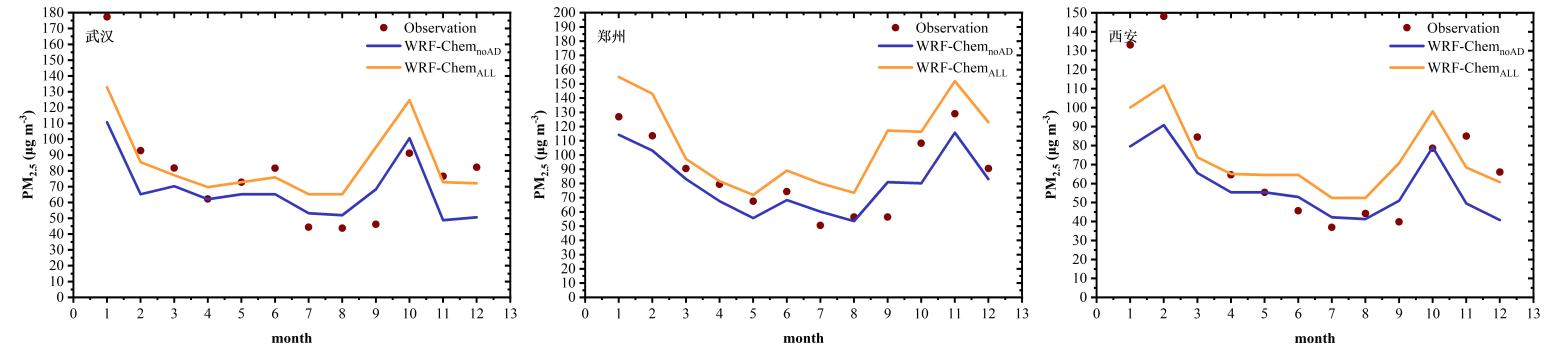 180
170
160
150
140
130
120
110
100
90
80
70
60
50
40
30
20
10
0
PM2.5 (μg m-3)
武汉
Observation
WRF-ChemnoAD
WRF-ChemALL
0 1 2 3 4 5 6 7 8 9 10 11 12 13
month
200
190
180
170
160
150
140
130
120
110
100
90
80
70
60
50
40
30
20
10
0
PM2.5 (μg m-3)
郑州
Observation
WRF-ChemnoAD
WRF-ChemALL
0 1 2 3 4 5 6 7 8 9 10 11 12 13
month
150
140
130
120
110
100
90
80
70
60
50
40
30
20
10
0
PM2.5 (μg m-3)
西安
Observation
WRF-ChemnoAD
WRF-ChemALL
0 1 2 3 4 5 6 7 8 9 10 11 12 13
month